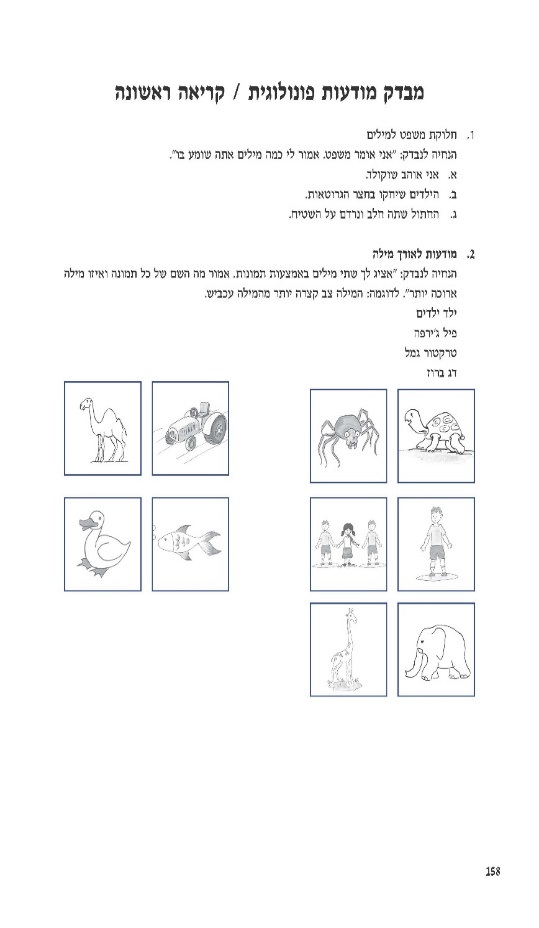 מבדק מודעות פונולוגית / קריאה ראשונה
1. חלוקת משפט למילים
הנחיה לנבדק: "אני אומר משפט. אמור לי כמה מילים אתה שומע בו".
א. אני אוהב שוקולד.
ב. הילדים שיחקו בחצר הגרוטאות.
ג. החתול שתה חלב ונרדם על השטיח.
2. מודעות לאורך מילה
הנחיה לנבדק: "אציג לך שתי מילים באמצעות תמונות. אמור מה השם של כל תמונה ואיזו מילה
ארוכה יותר". לדוגמה: המילה צב קצרה יותר מהמילה עכביש.
ילד ילדים
פיל ג'ירפה
טרקטור גמל
דג ברווז
158